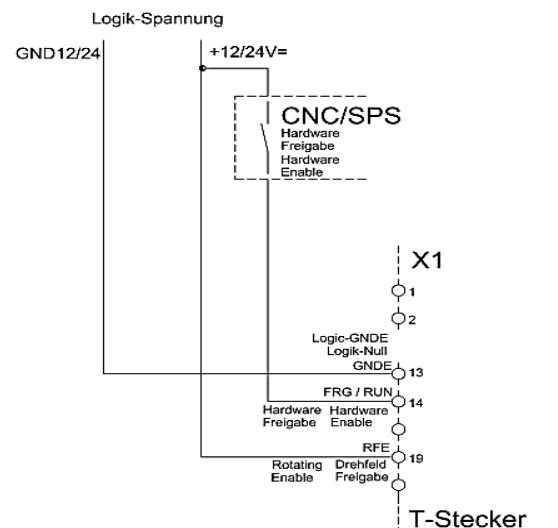 Logik-Spannung
GND12/24
+12/24V=
CNC/SPS
Hardware
Freigabe
Hardware
Enable
X1
1
2
Logic-GNDE
Logik-Null
GNDE
13
FRG / RUN
14
Hardware Hardware
Freigabe Enable
RFE
19
Rotating Drehfeld
Enable Freigabe
T-Stecker